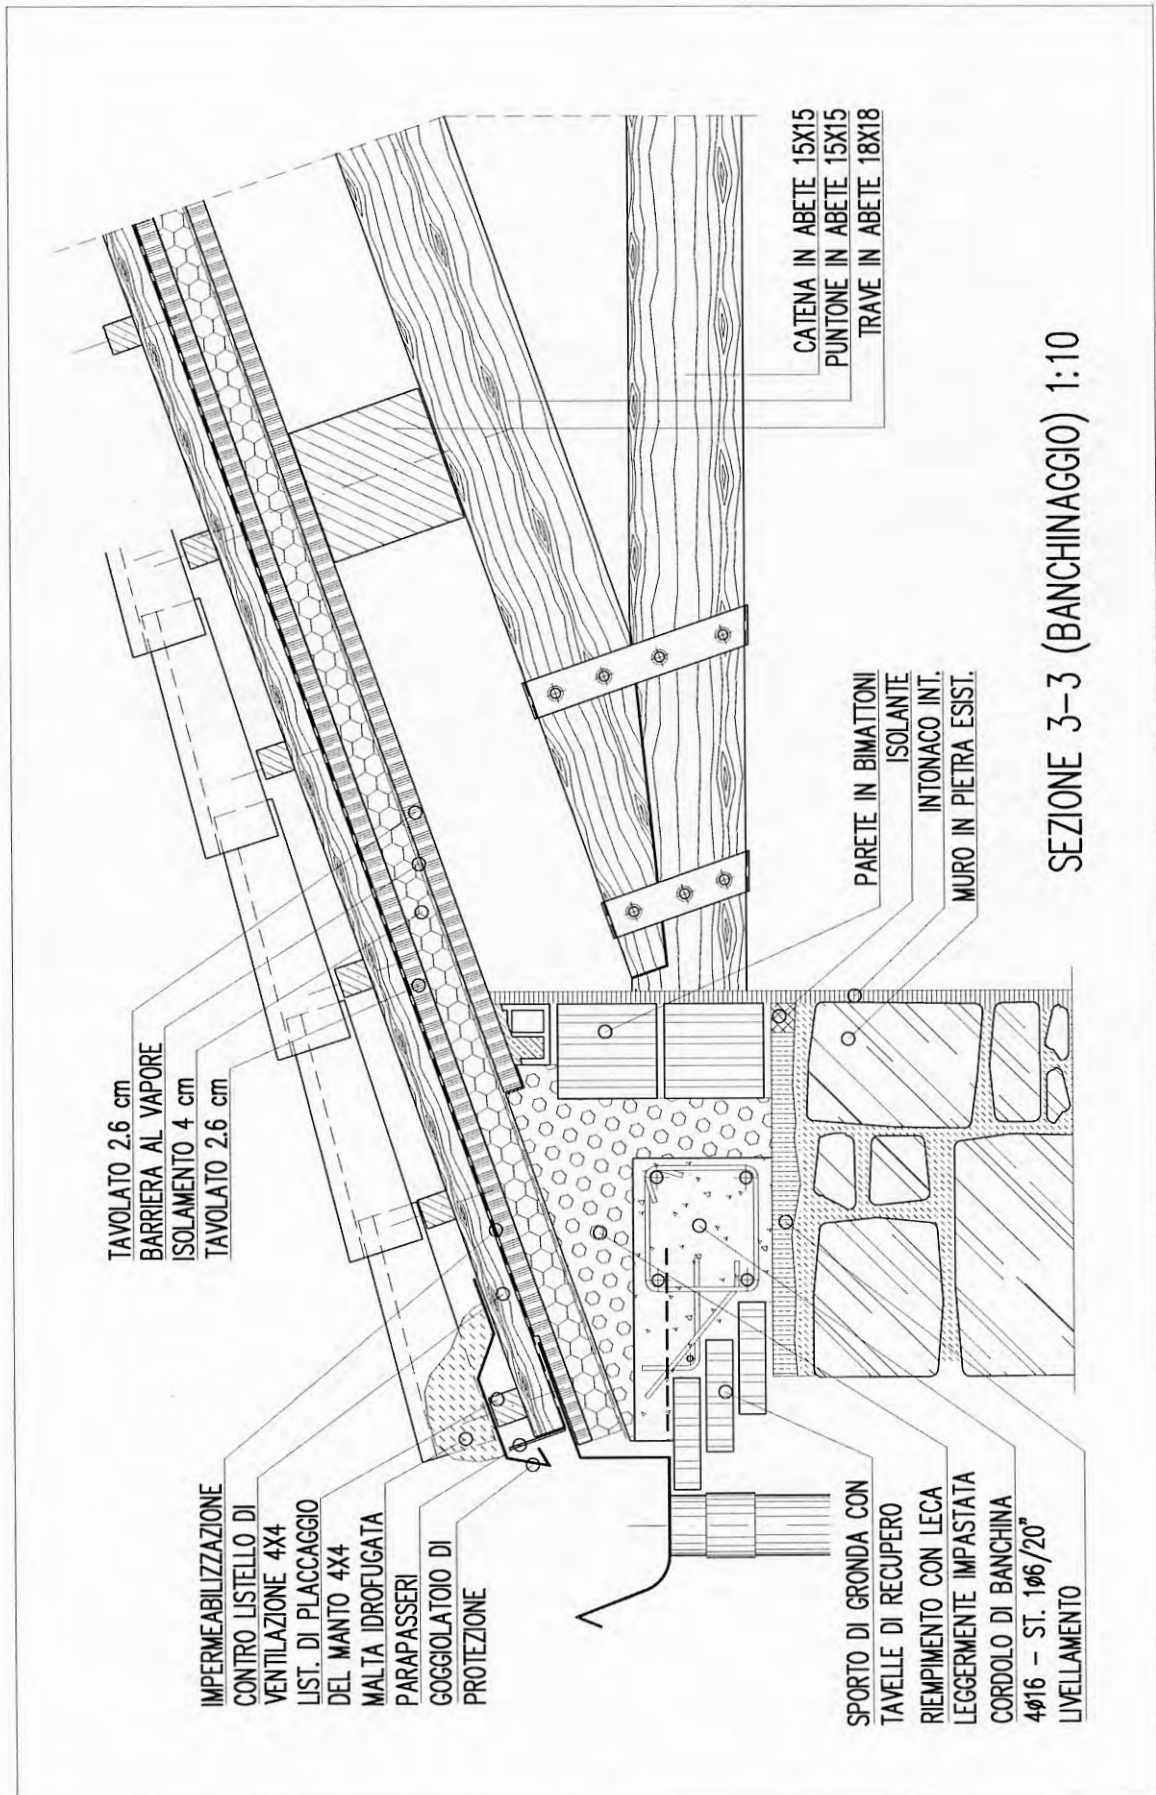 TAVOLATO 2.6 cm
BARRIERA AL VAPORE
ISOLAMENTO 4 cm
TAVOLATO 2.6 cm
IMPERMEABILIZZAZIONE
CONTRO LISTELLO DI
VENTILAZIONE 4X4
LIST. DI PLACCAGGIO
DEL MANTO 4X4
MALTA IDROFUGATA
PARAPASSERI
GOGGIOLATOIO DI
PROTEZIONE
CATENA IN ABETE 15X15
PUNTONE IN ABETE 15X15
TRAVE IN ABETE 18X18
PARETE IN BIMATTONI
ISOLANTE
INTONACO INT.
MURO IN PIETRA ESIST.
SPORTO DI GRONDA CON
TAVELLE DI RECUPERO
RIEMPIMENTO CON LECA
LEGGERMENTE IMPASTATA
CORDOLO DI BANCHINA
4ø16 - ST. 1ø6/20"
LIVELLAMENTO
SEZIONE 3-3 (BANCHINAGGIO) 1:10